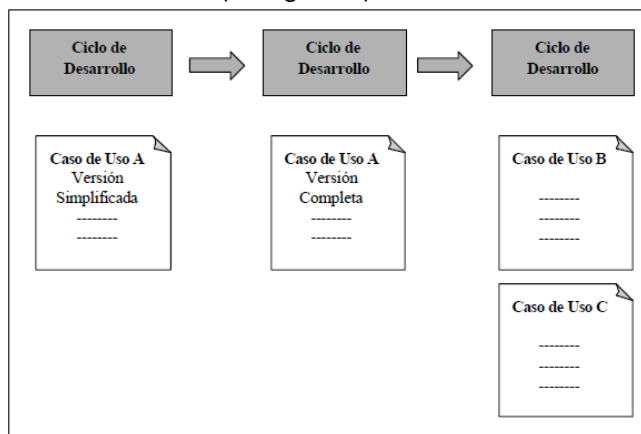 Ciclo de
Desarrollo
Ciclo de
Desarrollo
Ciclo de
Desarrollo
Caso de Uso A
Versión
Simplificada
--------
--------
Caso de Uso A
Versión
Completa
--------
--------
Caso de Uso B
--------
--------
--------
Caso de Uso C
--------
--------
--------